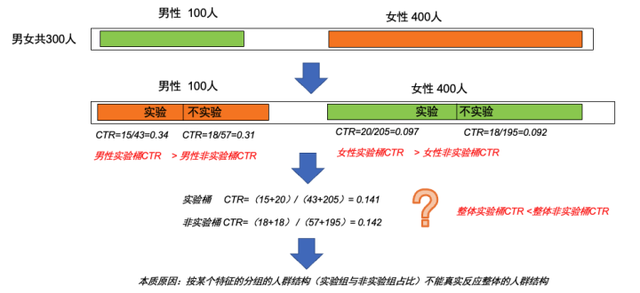 男性 100人
女性 400人
男女共300人
男性 100人
女性 400人
实验 不实验
实验 不实验
CTR=15/43=0.34 CTR=18/57=0.31
CTR=20/205=0.097 CTR=18/195=0.092
男性实验桶CTR >男性非实验桶CTR
女性实验桶CTR >女性非实验桶CTR
实验桶 CTR=（15+20）/（43+205）= 0.141
非实验桶 CTR=（18+18）/（57+195）= 0.142
?
整体实验桶CTR <整体非实验桶CTR
本质原因：按某个特征的分组的人群结构（实验组与非实验组占比）不能真实反应整体的人群结构